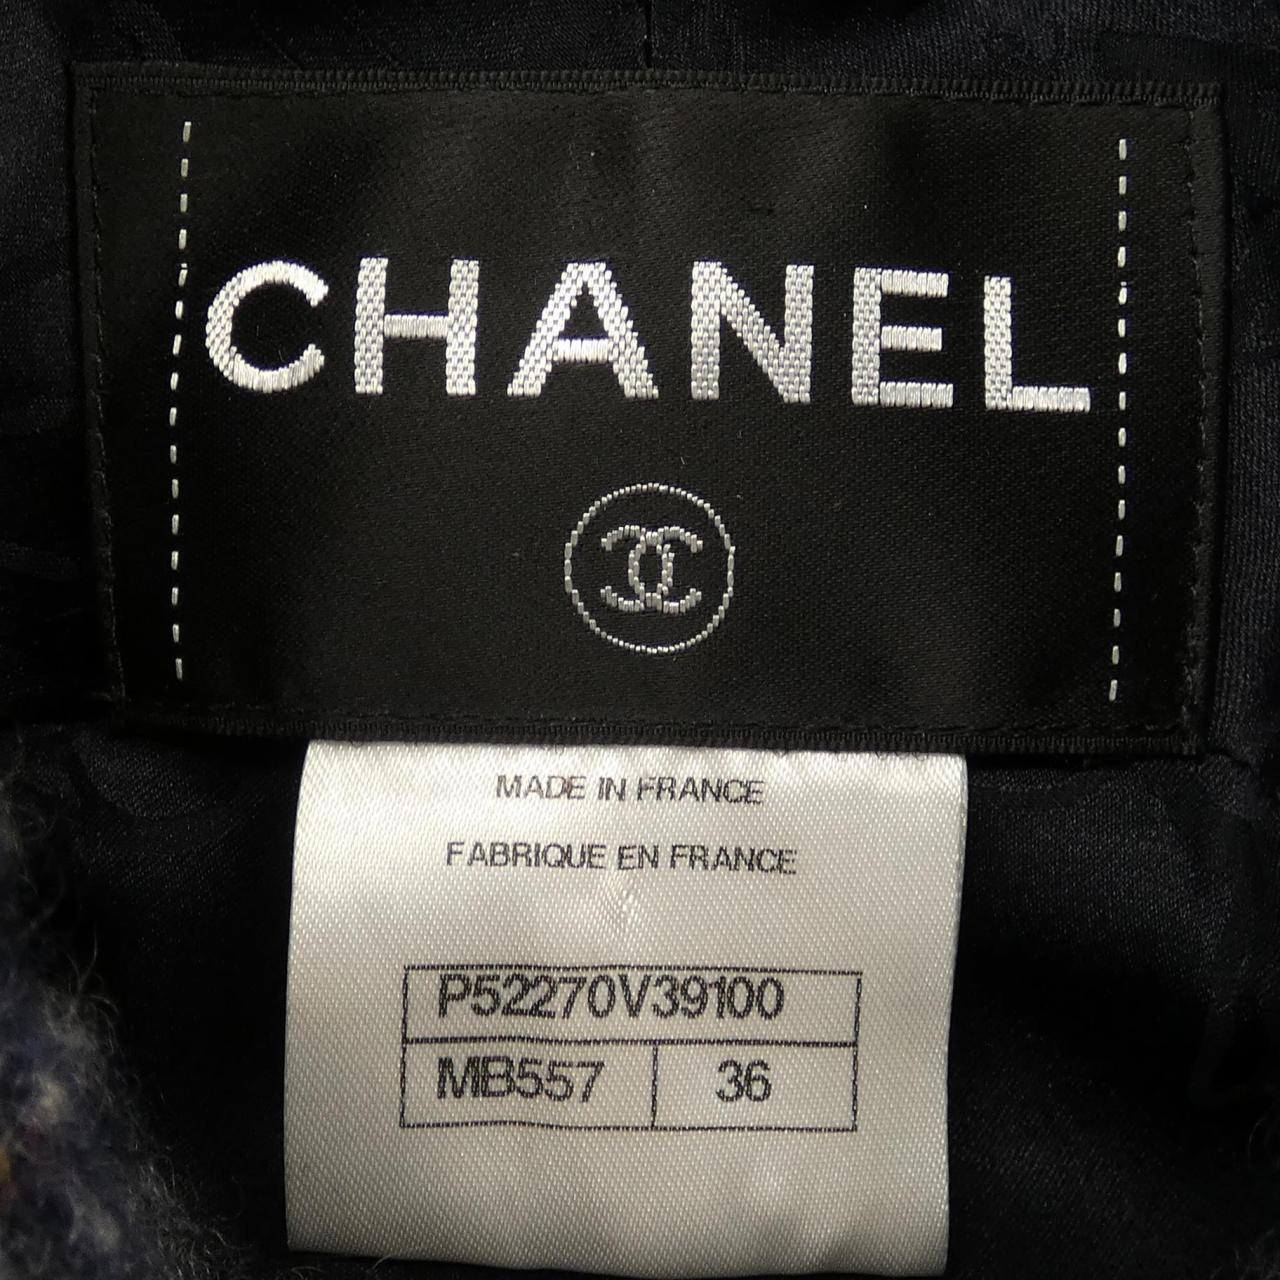 CHANEL
MADE IN FRANCE
FABRIQUE EN FRANCE
P52270V39100
MB557 36